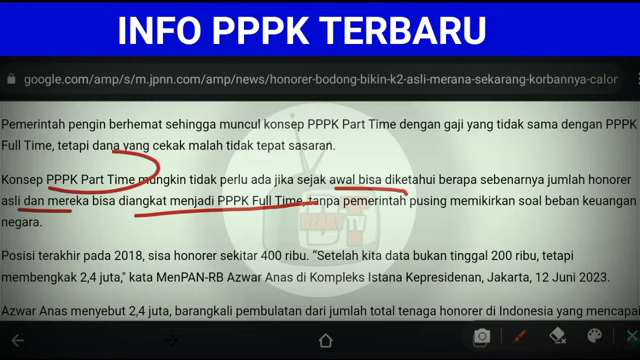 INFO PPPK TERBARU
google.com/amp/s/m.jpnn.com/amp/news/honorer-bodong-bikin-k2-asli-merana-sekarang-korbannya-calor
Pemerintah pengin berhemat sehingga muncul konsep PPPK Part Time dengan gaji yang tidak sama dengan PPPK
Full Time, tetapi dana yang cekak malah tidak tepat sasaran.
Konsep PPPK Part Time mungkin tidak perlu ada jika sejak awal bisa diketahui berapa sebenarnya jumlah honorer
asli dan mereka bisa diangkat menjadi PPPK Full Time, tanpa pemerintah pusing memikirkan soal beban keuangan
negara.
Posisi terakhir pada 2018, sisa honorer sekitar 400 ribu. "Setelah kita data bukan tinggal 200 ribu, tetapi
membengkak 2,4 juta," kata MenPAN-RB Azwar Anas di Kompleks Istana Kepresidenan, Jakarta, 12 Juni 2023.
Azwar Anas menyebut 2,4 juta, barangkali pembulatan dari jumlah total tenaga honorer di Indonesia yang mencapai